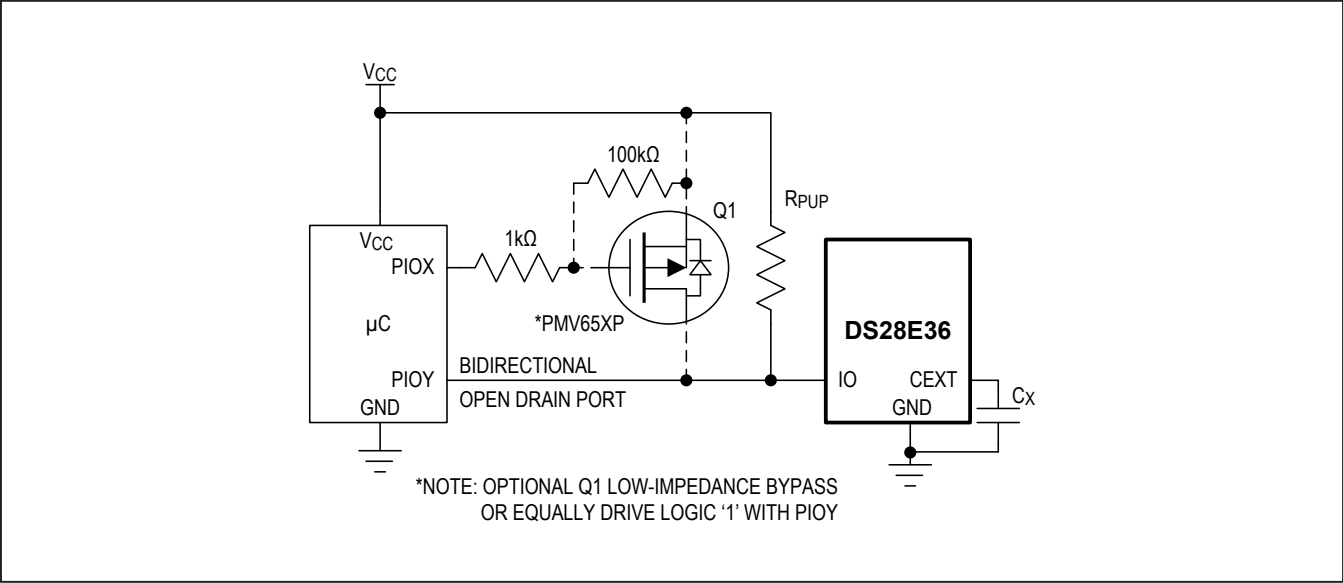 VCC
100kΩ
Q1
RPUP
VCC
1kΩ
PIOX
*PMV65XP
DS28E36
µC
BIDIRECTIONAL
PIOY
IO
CEXT
OPEN DRAIN PORT
CX
GND
GND
*NOTE: OPTIONAL Q1 LOW-IMPEDANCE BYPASS
OR EQUALLY DRIVE LOGIC ‘1’ WITH PIOY